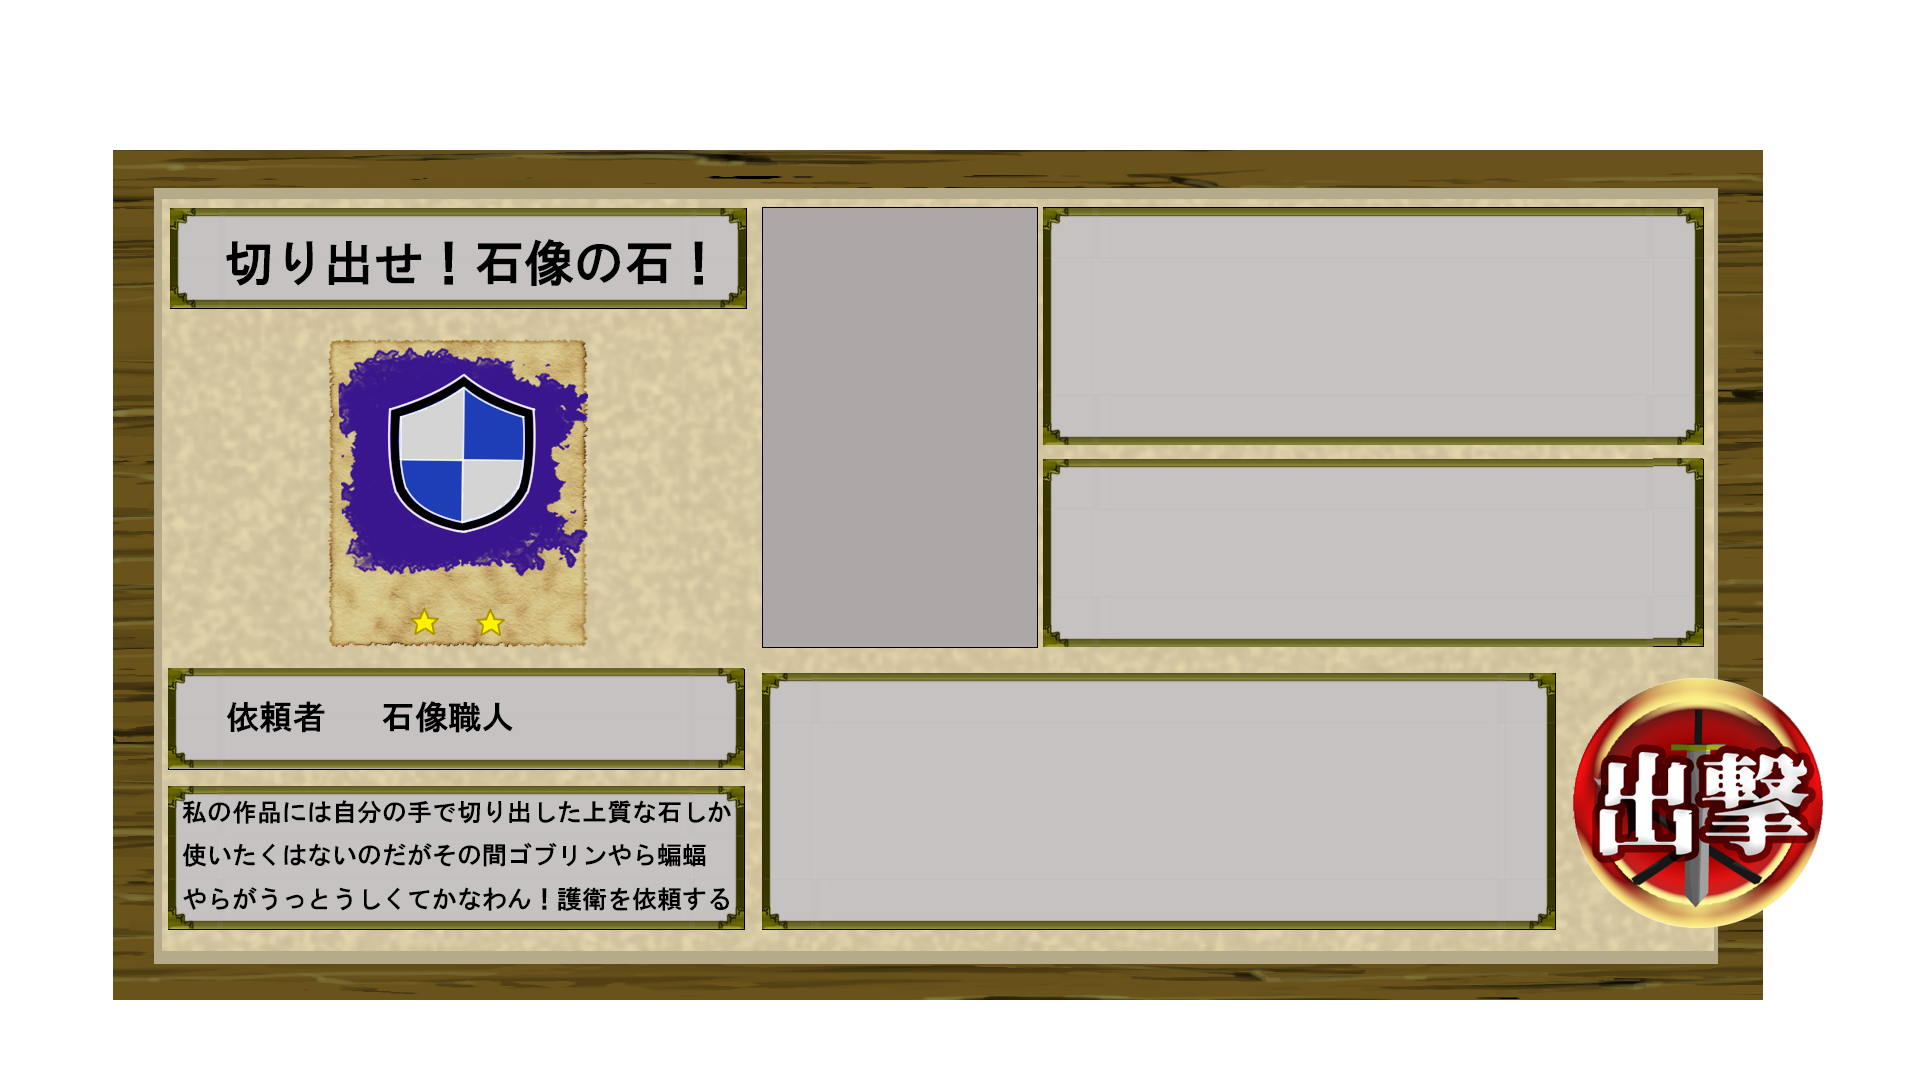 切り出せ！石像の石！
依頼者　石像職人
私の作品には自分の手で切り出した上質な石しか
使いたくはないのだがその間ゴブリンやら蝙蝠
やらがうっとうしくてかなわん！護衛を依頼する
出撃